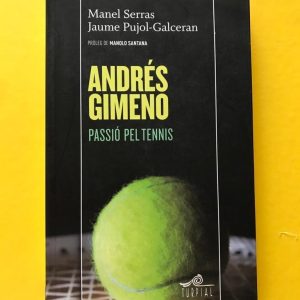 Manel Serras
Jaume Pujol-Galceran
PRÒLEG DE MANOLO SANTANA
ANDRÉS
GIMENO
PASSIÓ PEL TENNIS
TURPIAL